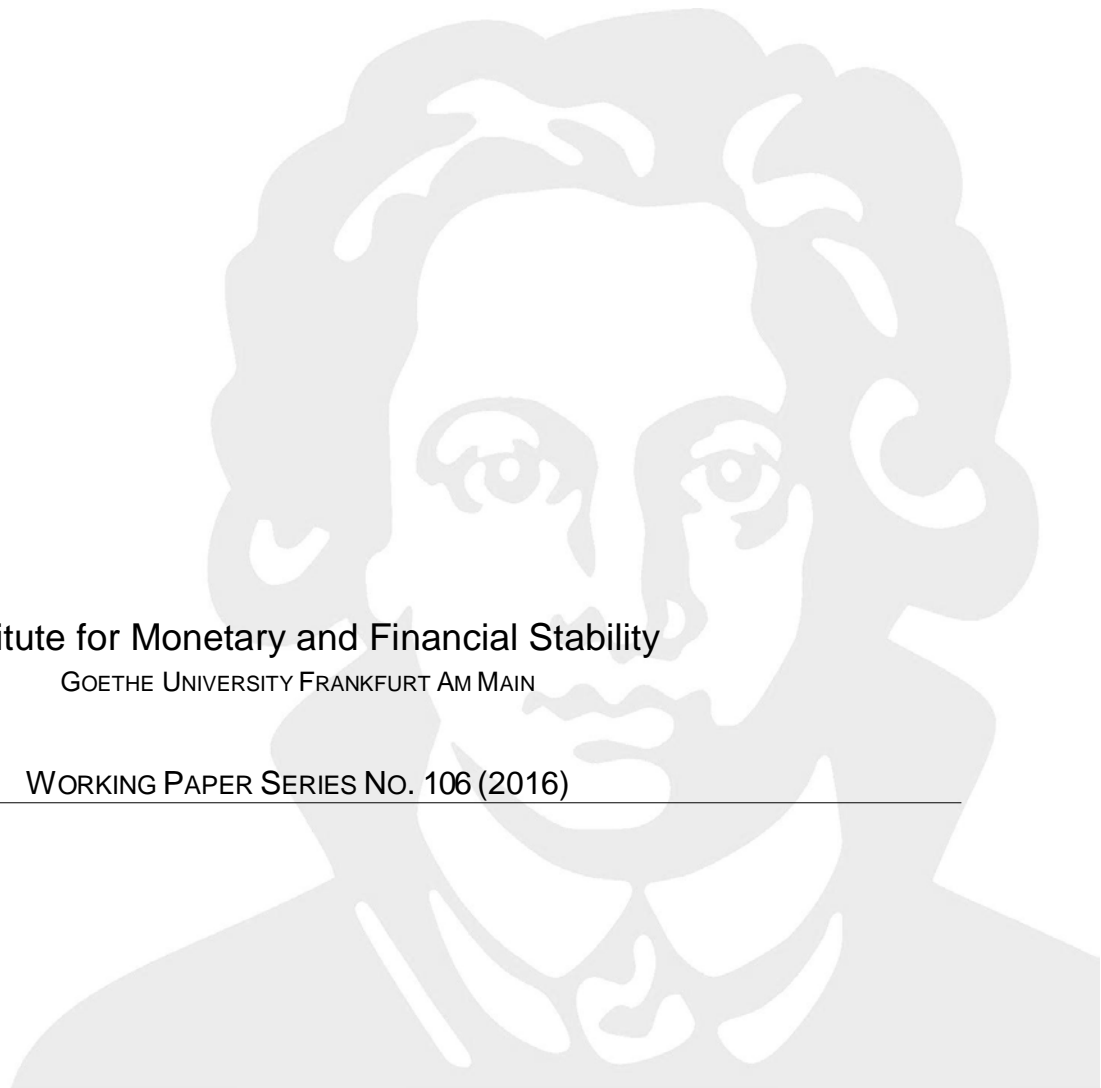 itute for Monetary and Financial Stability
GOETHE UNIVERSITY FRANKFURT AM MAIN
WORKING PAPER SERIES NO. 106 (2016)